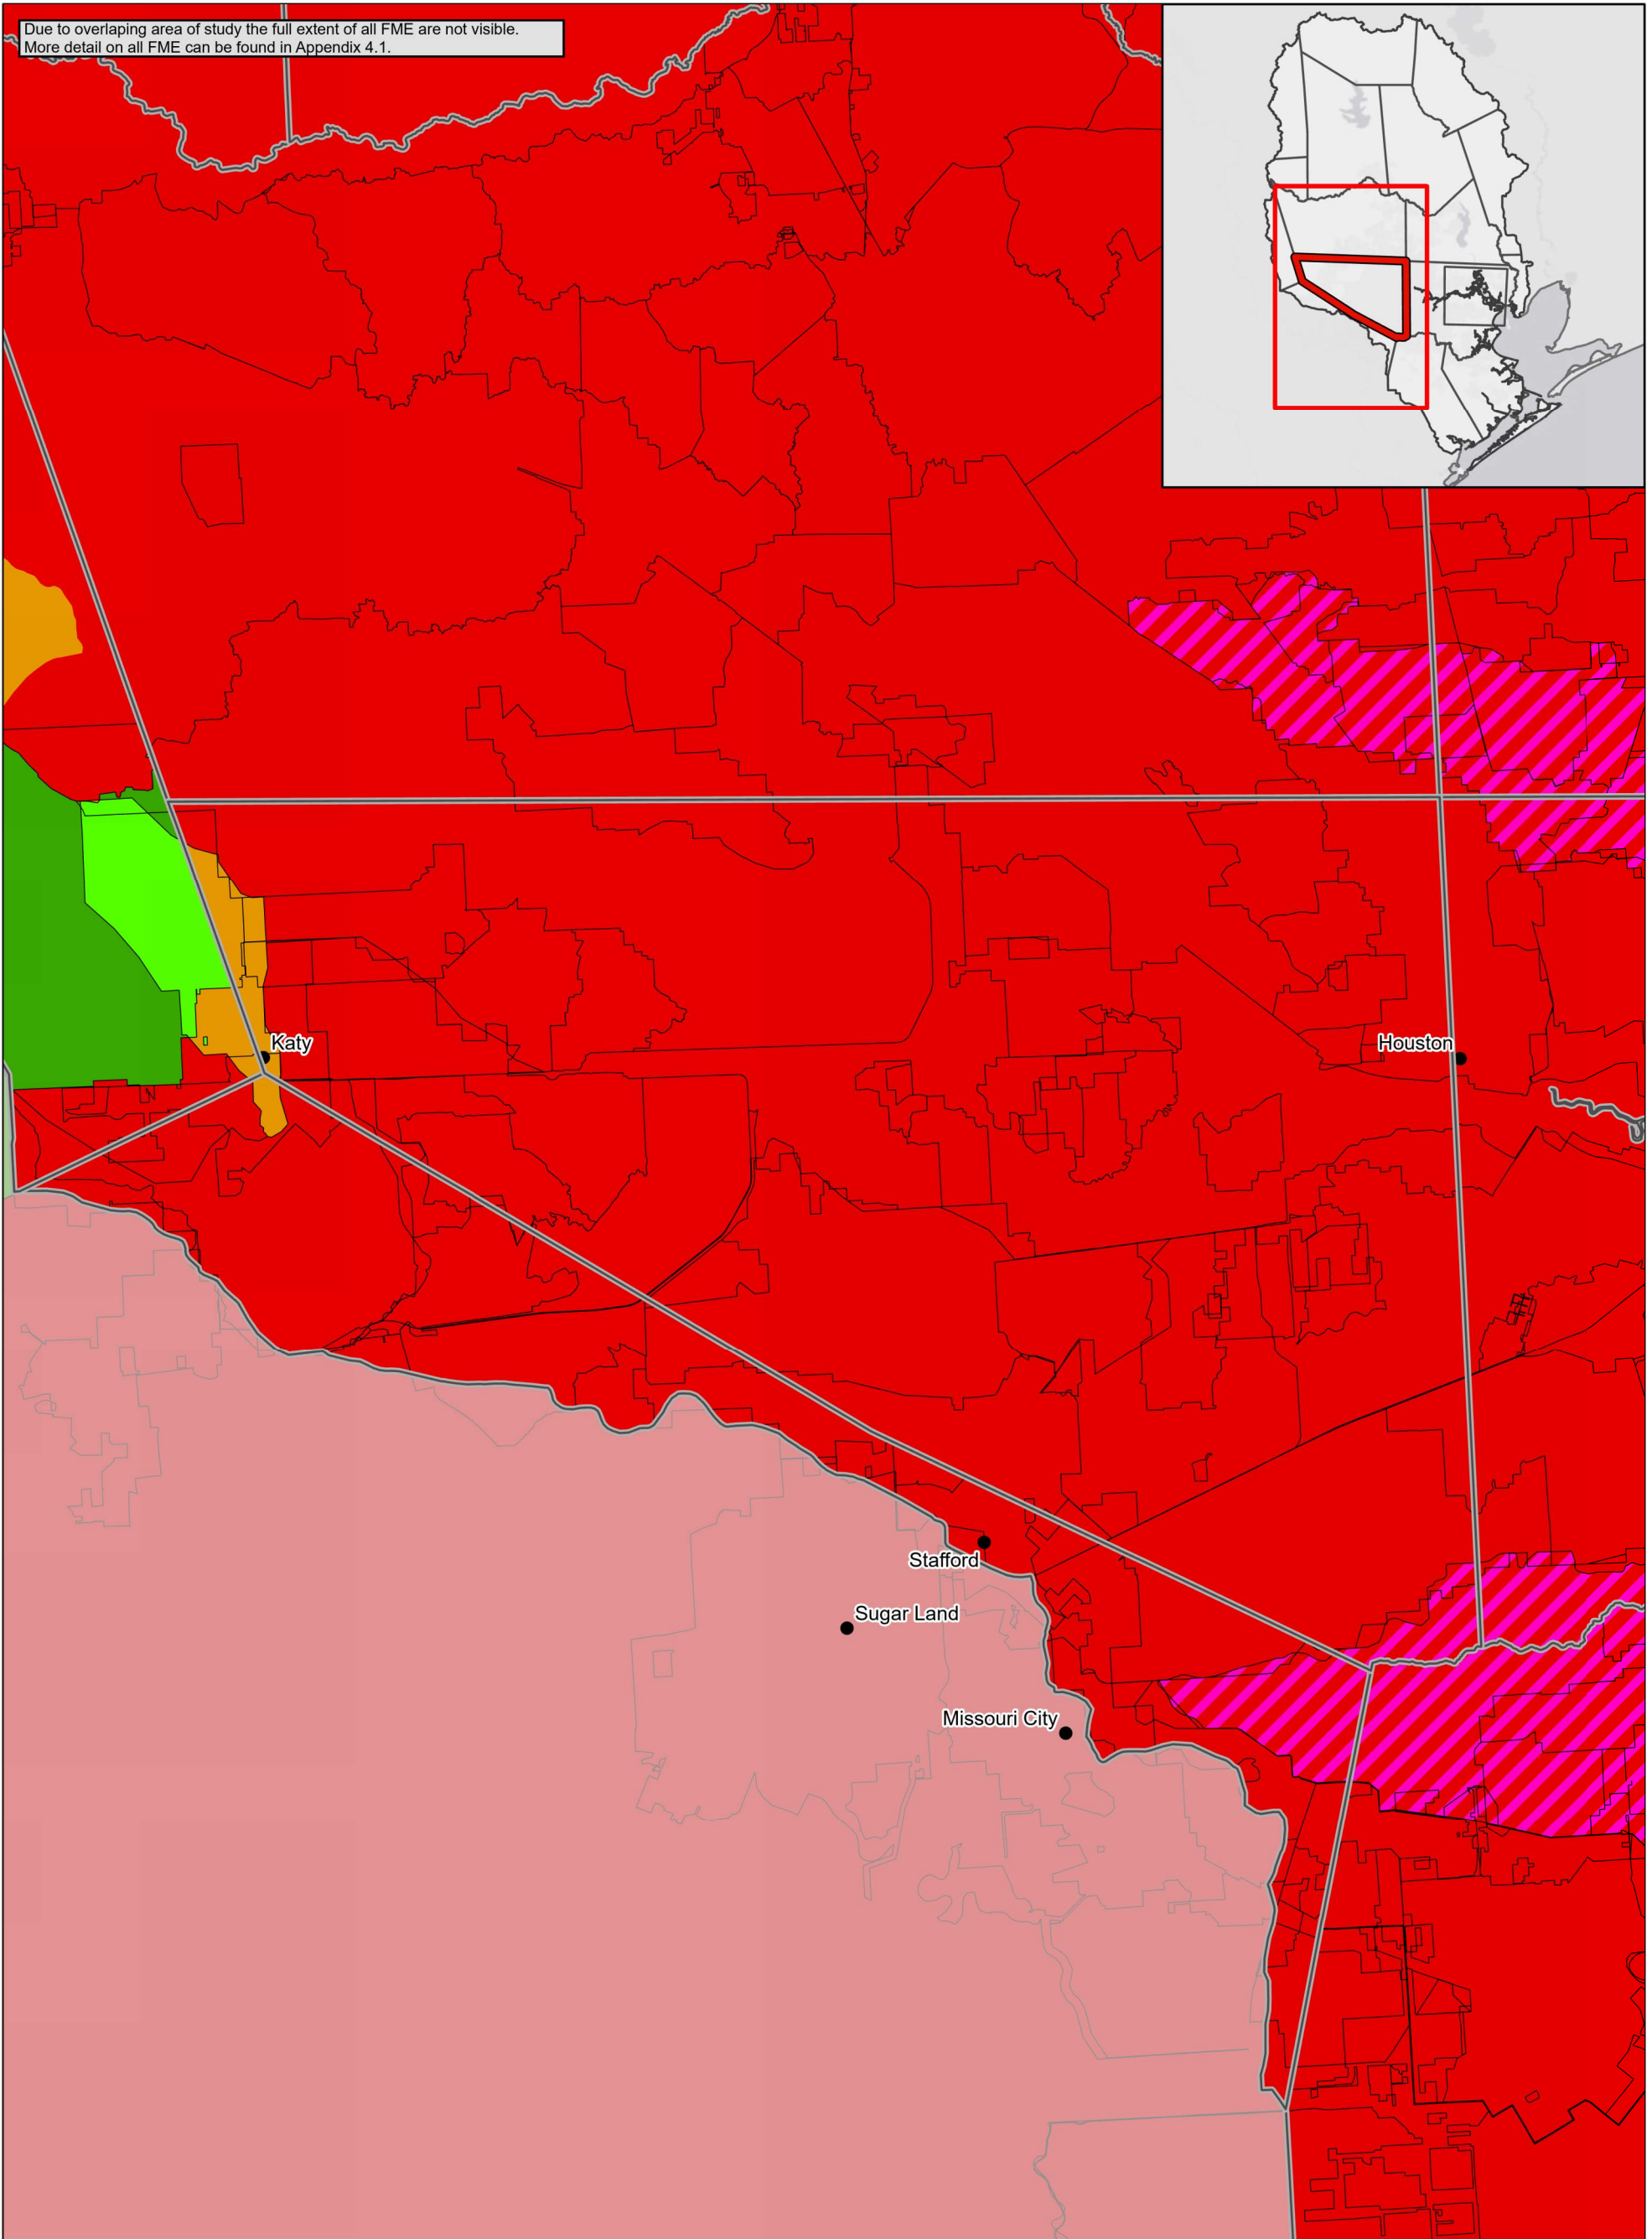 Due to overlaping area of study the full extent of all FME are not visible.
More detail on all FME can be found in Appendix 4.1.
Katy
Houston
Stafford
Sugar Land
Missouri City